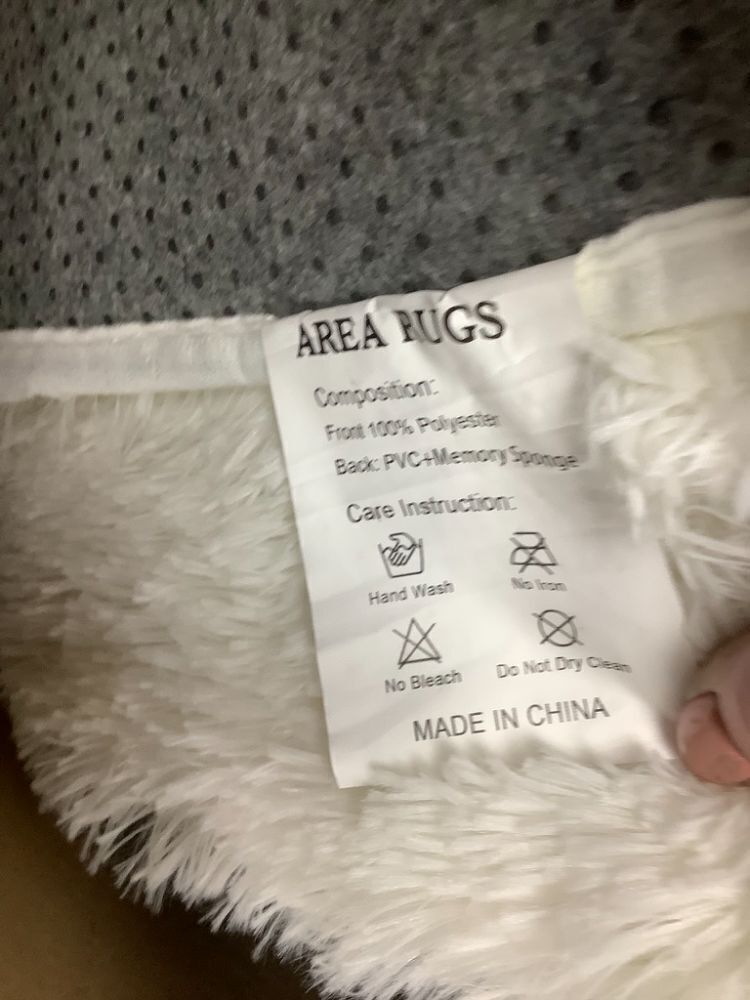 AREA RUGS
Composition:
Front 100% Polyester
Back: PVC+Memory Sponge
Care Instruction:
Hand Wash
No Iron
No Bleach
Do Not Dry Clean
MADE IN CHINA